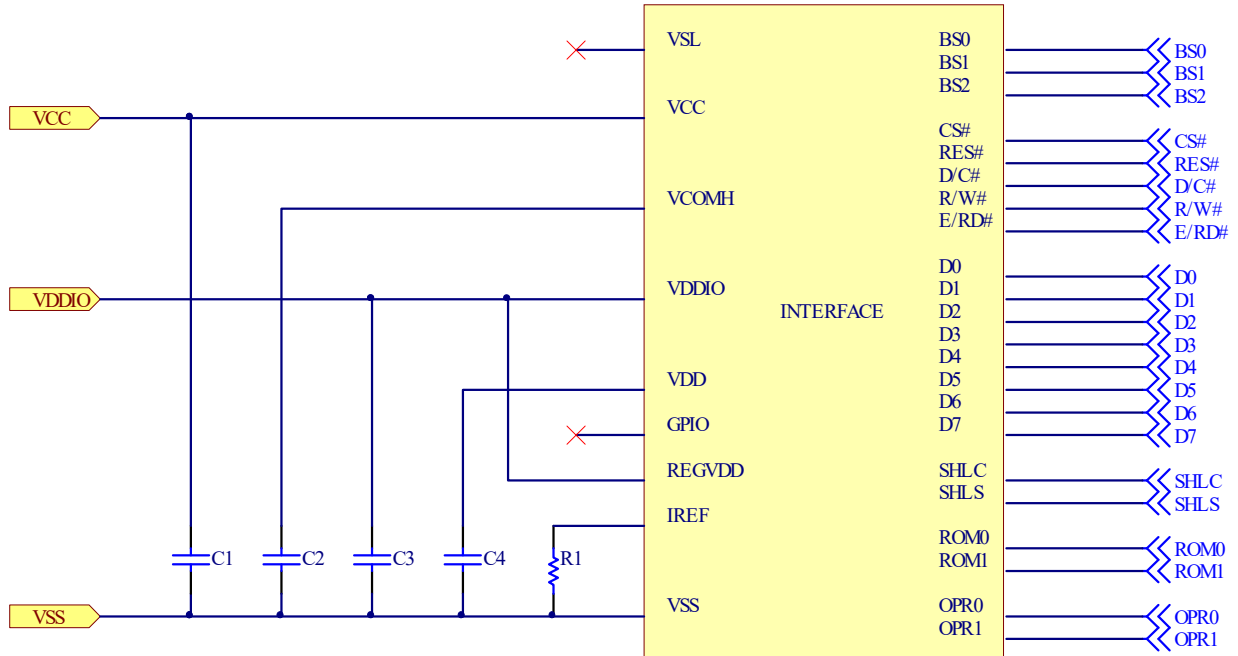 VSL BS0 BS0
BS1 BS1
BS2 BS2
VCC VCC
CS# CS#
RES# RES#
D/C# D/C#
VCOMH R/W# R/W#
E/RD# E/RD#
D0 D0
VDDIO VDDIO D1 D1
INTERFACE D2 D2
D3 D3
D4 D4
VDD D5 D5
D6 D6
GPIO D7 D7
REGVDD SHLC SHLC
SHLS SHLS
IREF
ROM0 ROM0
C1 C2 C3 C4 R1 ROM1 ROM1
VSS VSS OPR0 OPR0
OPR1 OPR1